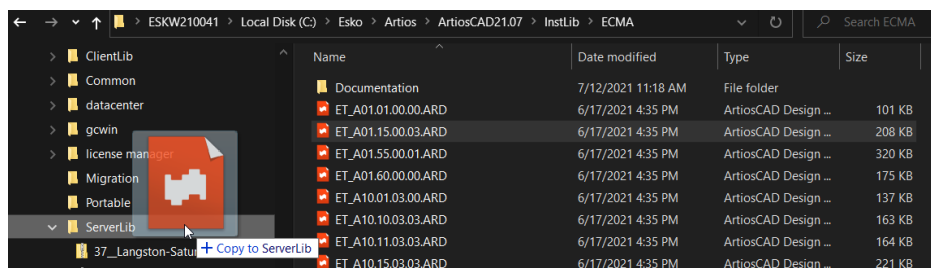 ESKW210041 > Local Disk (C:) > Esko > Artios > ArtiosCAD21.07 > InstLib > ECMA
Search ECMA
ClientLib
Common
datacenter
gcwin
license manager
Migration
Portable
ServerLib
37__Langston-Satu
+ Copy to ServerLib
Name Date modified Type Size
Documentation 7/12/2021 11:18 AM File folder
ET_A01.01.00.00.ARD 6/17/2021 4:35 PM ArtiosCAD Design ... 101 KB
ET_A01.15.00.03.ARD 6/17/2021 4:35 PM ArtiosCAD Design ... 208 KB
ET_A01.55.00.01.ARD 6/17/2021 4:35 PM ArtiosCAD Design ... 320 KB
ET_A01.60.00.00.ARD 6/17/2021 4:35 PM ArtiosCAD Design ... 175 KB
ET_A10.01.03.00.ARD 6/17/2021 4:35 PM ArtiosCAD Design ... 137 KB
ET_A10.10.03.03.ARD 6/17/2021 4:35 PM ArtiosCAD Design ... 163 KB
ET_A10.11.03.03.ARD 6/17/2021 4:35 PM ArtiosCAD Design ... 164 KB
ET_A10.15.03.03.ARD 6/17/2021 4:35 PM ArtiosCAD Design ... 221 KB